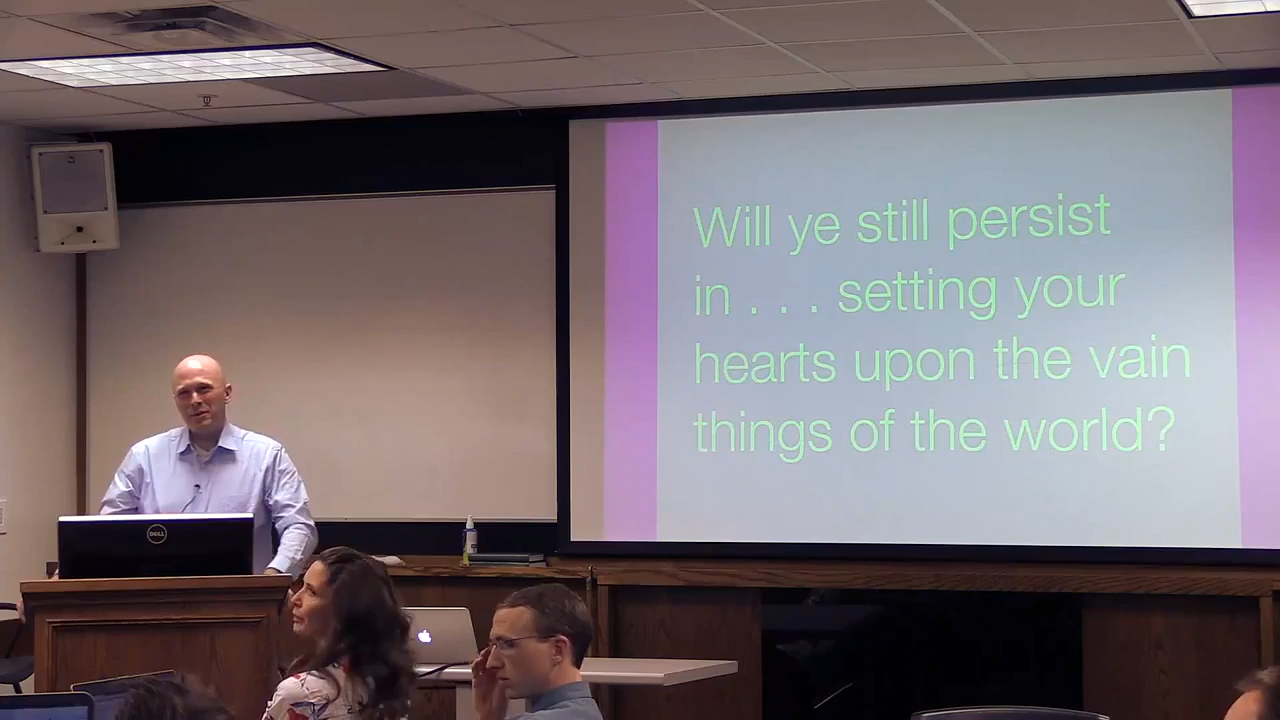 Will ye still persist
in . . . setting your
hearts upon the vain
things of the world?
DELL